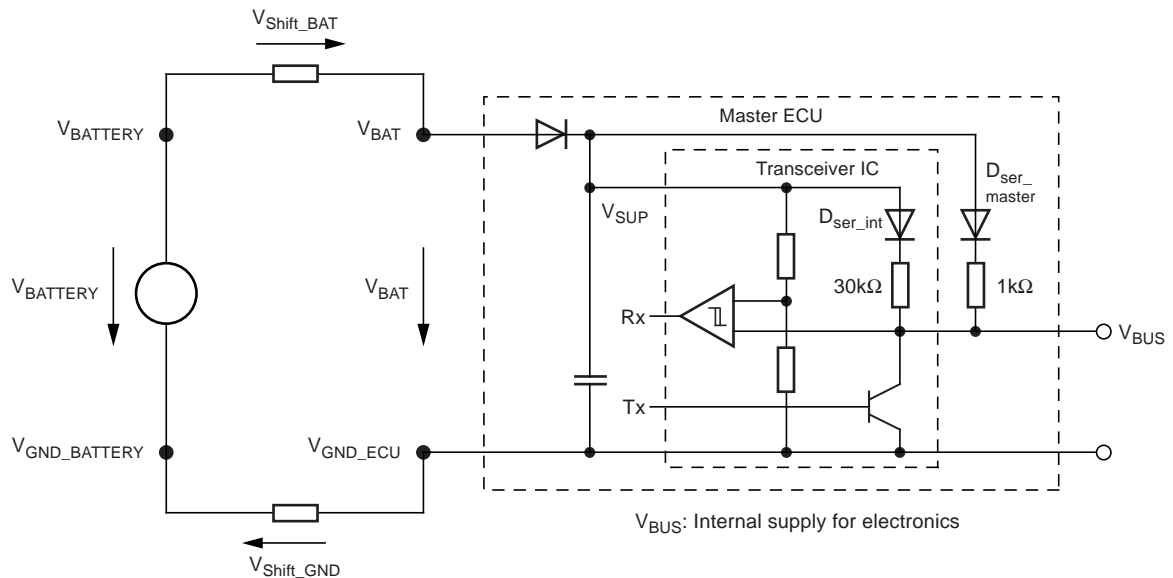 VShift_BAT
Master ECU
VBATTERY
VBAT
Transceiver IC
Dser_
master
VSUP
Dser_int
VBATTERY
VBAT
30kΩ
1kΩ
Rx
VBUS
Tx
VGND_BATTERY
VGND_ECU
VBUS: Internal supply for electronics
VShift_GND